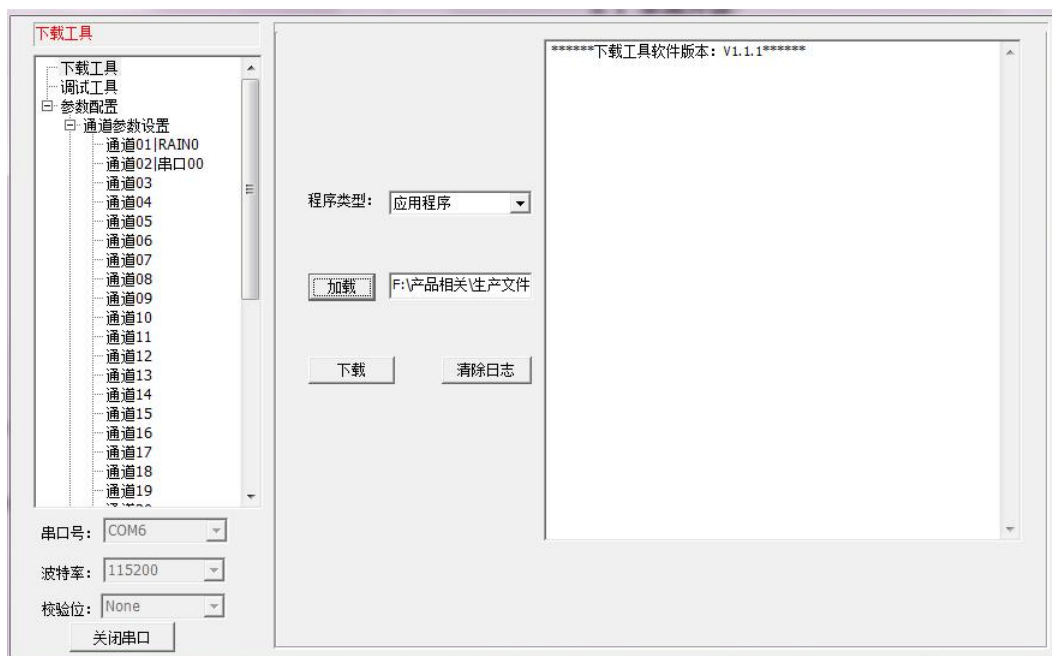 下载工具
下载工具
调试工具
参数配置
通道参数设置
通道01|RAIN0
通道02|串口00
通道03
通道04
通道05
通道06
通道07
通道08
通道09
通道10
通道11
通道12
通道13
通道14
通道15
通道16
通道17
通道18
通道19
串口号： COM6
波特率： 115200
校验位： None
关闭串口
程序类型： 应用程序
加载 F:\产品相关\生产文件
下载 清除日志
******下载工具软件版本：V1.1.1******